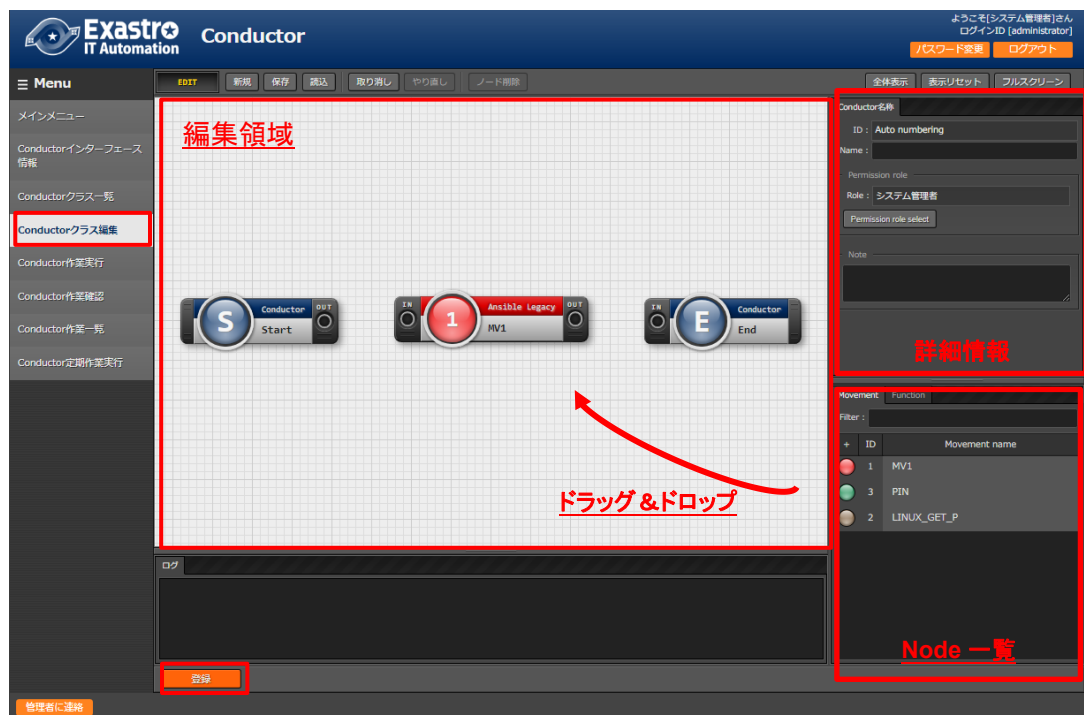 Exastro
IT Automation
Conductor
ようこそ[システム管理者]さん
ログインID [administrator]
パスワード変更 ログアウト
Menu
メインメニュー
Conductorインターフェース
情報
Conductorクラス一覧
Conductorクラス編集
Conductor作業実行
Conductor作業確認
Conductor作業一覧
Conductor定期作業実行
EDIT 新規 保存 読込 取り消し やり直し ノード削除 全体表示 表示リセット フルスクリーン
編集領域
S Conductor Start OUT
IN 1 Ansible Legacy MV1 OUT
IN E Conductor End
ドラッグ&ドロップ
Conductor名称
ID : Auto numbering
Name :
Permission role
Role : システム管理者
Permission role select
Note
詳細情報
Movement Function
Filter :
+ ID Movement name
1 MV1
3 PIN
2 LINUX_GET_P
Node 一覧
ログ
登録
管理者に連絡